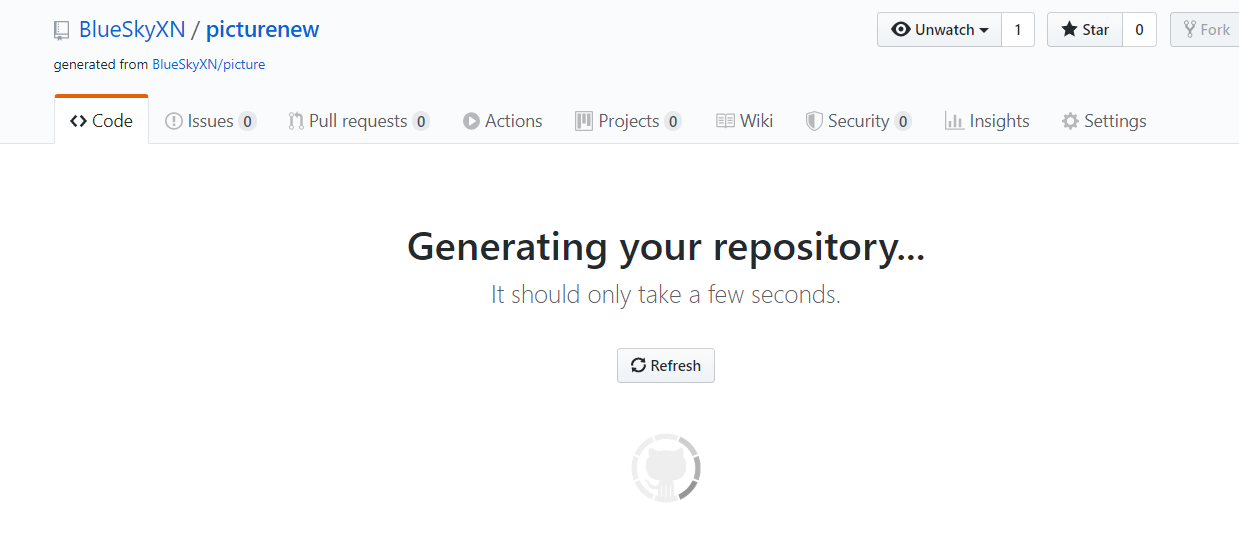 BlueSkyXN / picturenew
Unwatch 1 Star 0 Fork
generated from BlueSkyXN/picture
Code Issues 0 Pull requests 0 Actions Projects 0 Wiki Security 0 Insights Settings
Generating your repository...
It should only take a few seconds.
Refresh